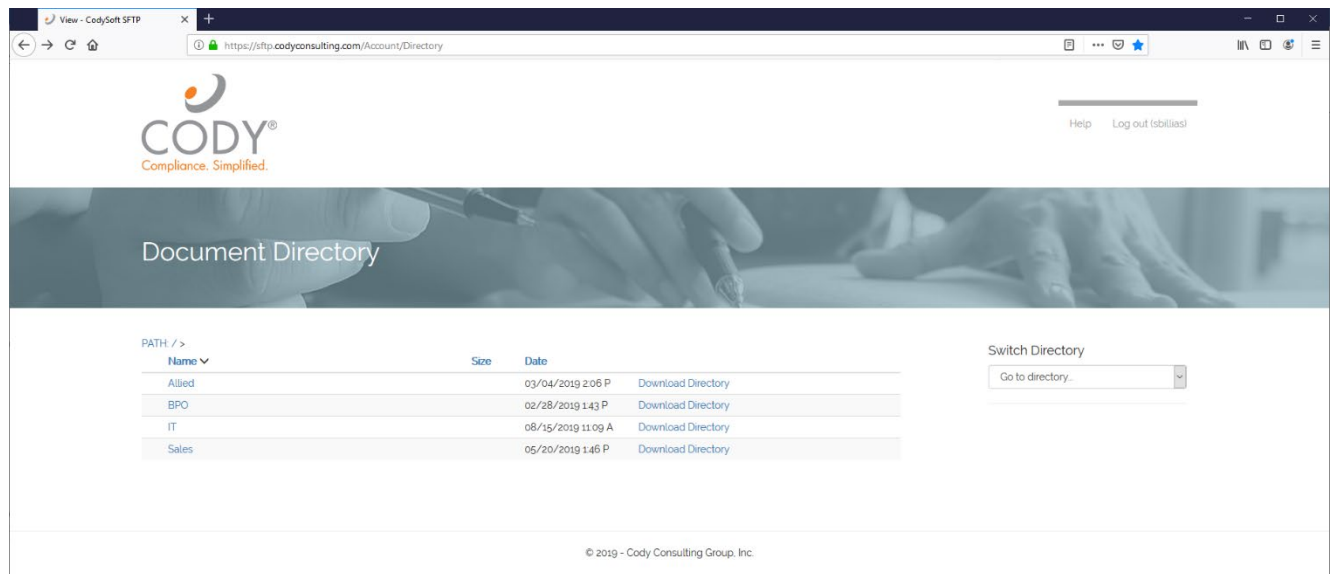 View - CodySoft SFTP
https://sftp.codyconsulting.com/Account/Directory
CODY®
Compliance. Simplified.
Help Log out (sbillias)
Document Directory
PATH: / >
Name Size Date
Allied 03/04/2019 2:06 P Download Directory
BPO 02/28/2019 1:43 P Download Directory
IT 08/15/2019 11:09 A Download Directory
Sales 05/20/2019 1:46 P Download Directory
Switch Directory
Go to directory...
© 2019 - Cody Consulting Group, Inc.